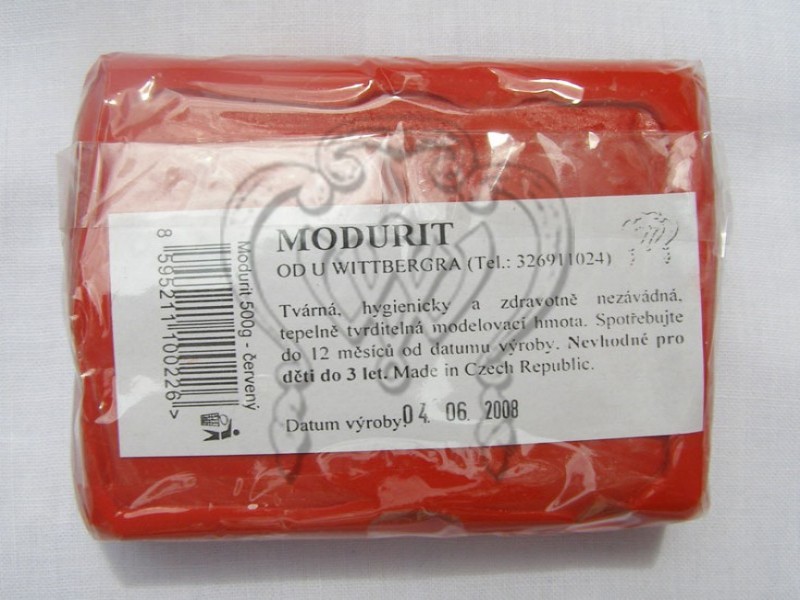 MODURIT
OD U WITTBERGRA (Tel.: 326911024)
Tvárná, hygienicky a zdravotně nezávadná,
tepelně tvrditelná modelovací hmota. Spotřebujte
do 12 měsíců od datumu výroby. Nevhodné pro
děti do 3 let. Made in Czech Republic.
Datum výroby: 04. 06. 2008
Modurit 500g - červený
8 595211 100226 >